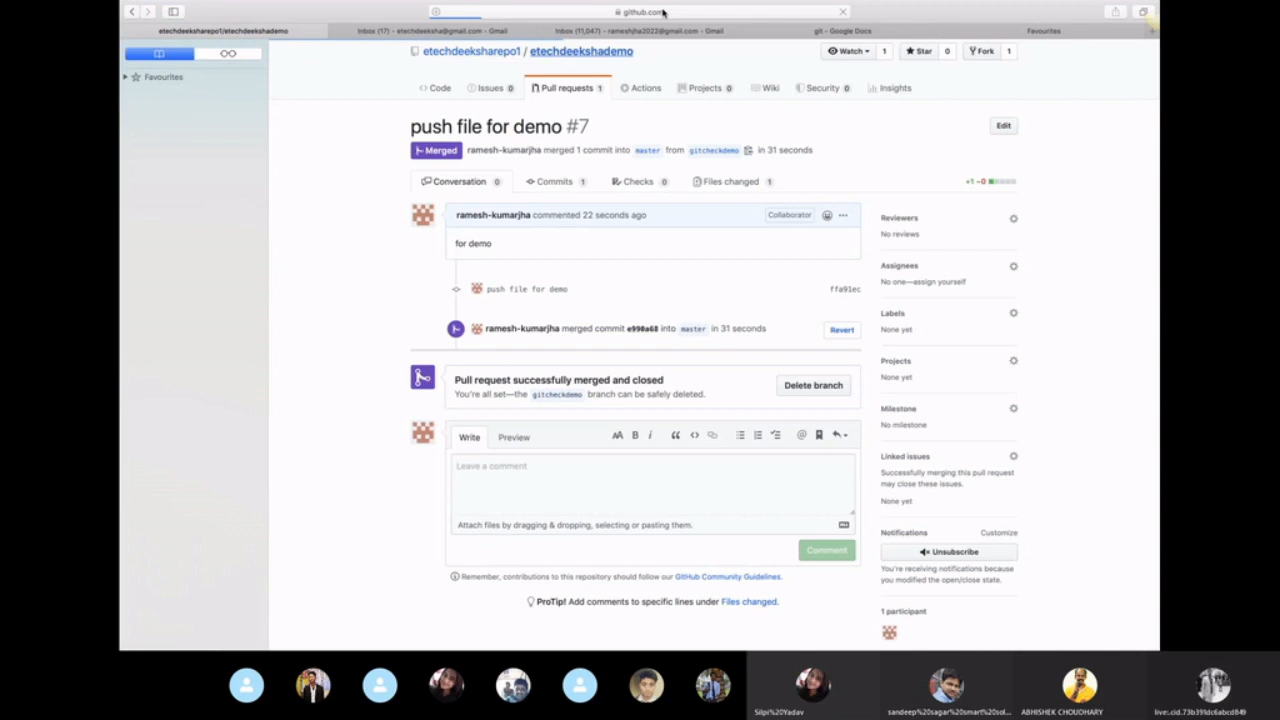 github.com
etechdeeksharepo1/etechdeekshademo
Inbox (17) - etechdeeksha@gmail.com - Gmail
Inbox (11,047) - rameshjha2022@gmail.com - Gmail
git - Google Docs
Favourites
Favourites
etechdeeksharepo1 / etechdeekshademo
Watch 1
Star 0
Fork 1
Code
Issues 0
Pull requests 1
Actions
Projects 0
Wiki
Security 0
Insights
push file for demo #7
Edit
Merged
ramesh-kumarjha merged 1 commit into master from gitcheckdemo in 31 seconds
Conversation 0
Commits 1
Checks 0
Files changed 1
+1 −0
ramesh-kumarjha commented 22 seconds ago
Collaborator
for demo
push file for demo
ffa91ec
ramesh-kumarjha merged commit e990a68 into master in 31 seconds
Revert
Pull request successfully merged and closed
You're all set—the gitcheckdemo branch can be safely deleted.
Delete branch
Write
Preview
Leave a comment
Attach files by dragging & dropping, selecting or pasting them.
Comment
Remember, contributions to this repository should follow our GitHub Community Guidelines.
ProTip! Add comments to specific lines under Files changed.
Reviewers
No reviews
Assignees
No one—assign yourself
Labels
None yet
Projects
None yet
Milestone
No milestone
Linked issues
Successfully merging this pull request
may close these issues.
None yet
Notifications
Customize
Unsubscribe
You're receiving notifications because
you modified the open/close state.
1 participant
Silpi%20Yadav
sandeep%20sagar%20smart%20sol...
ABHISHEK CHOUDHARY
live:.cid.73b391dc6abcd849